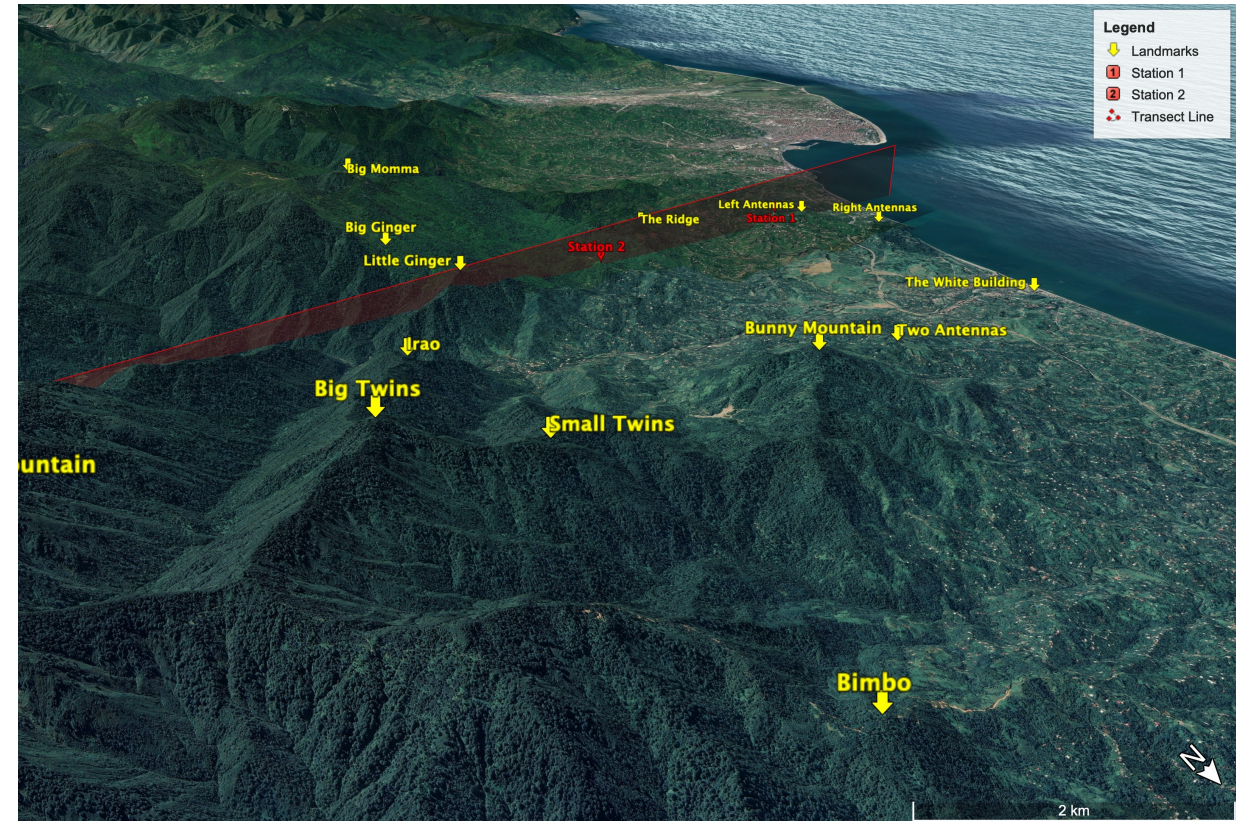 Legend
Landmarks
1 Station 1
2 Station 2
Transect Line
Big Momma
Left Antennas
Right Antennas
Station 1
The Ridge
Big Ginger
Station 2
Little Ginger
The White Building
Bunny Mountain
Two Antennas
Irao
Big Twins
Small Twins
ountain
Bimbo
N
2 km